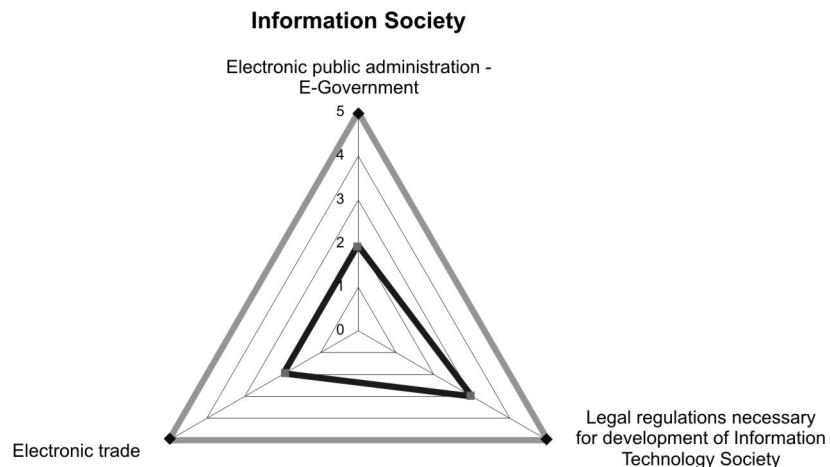 Information Society
Electronic public administration -
E-Government
5
4
3
2
1
0
Electronic trade
Legal regulations necessary
for development of Information
Technology Society